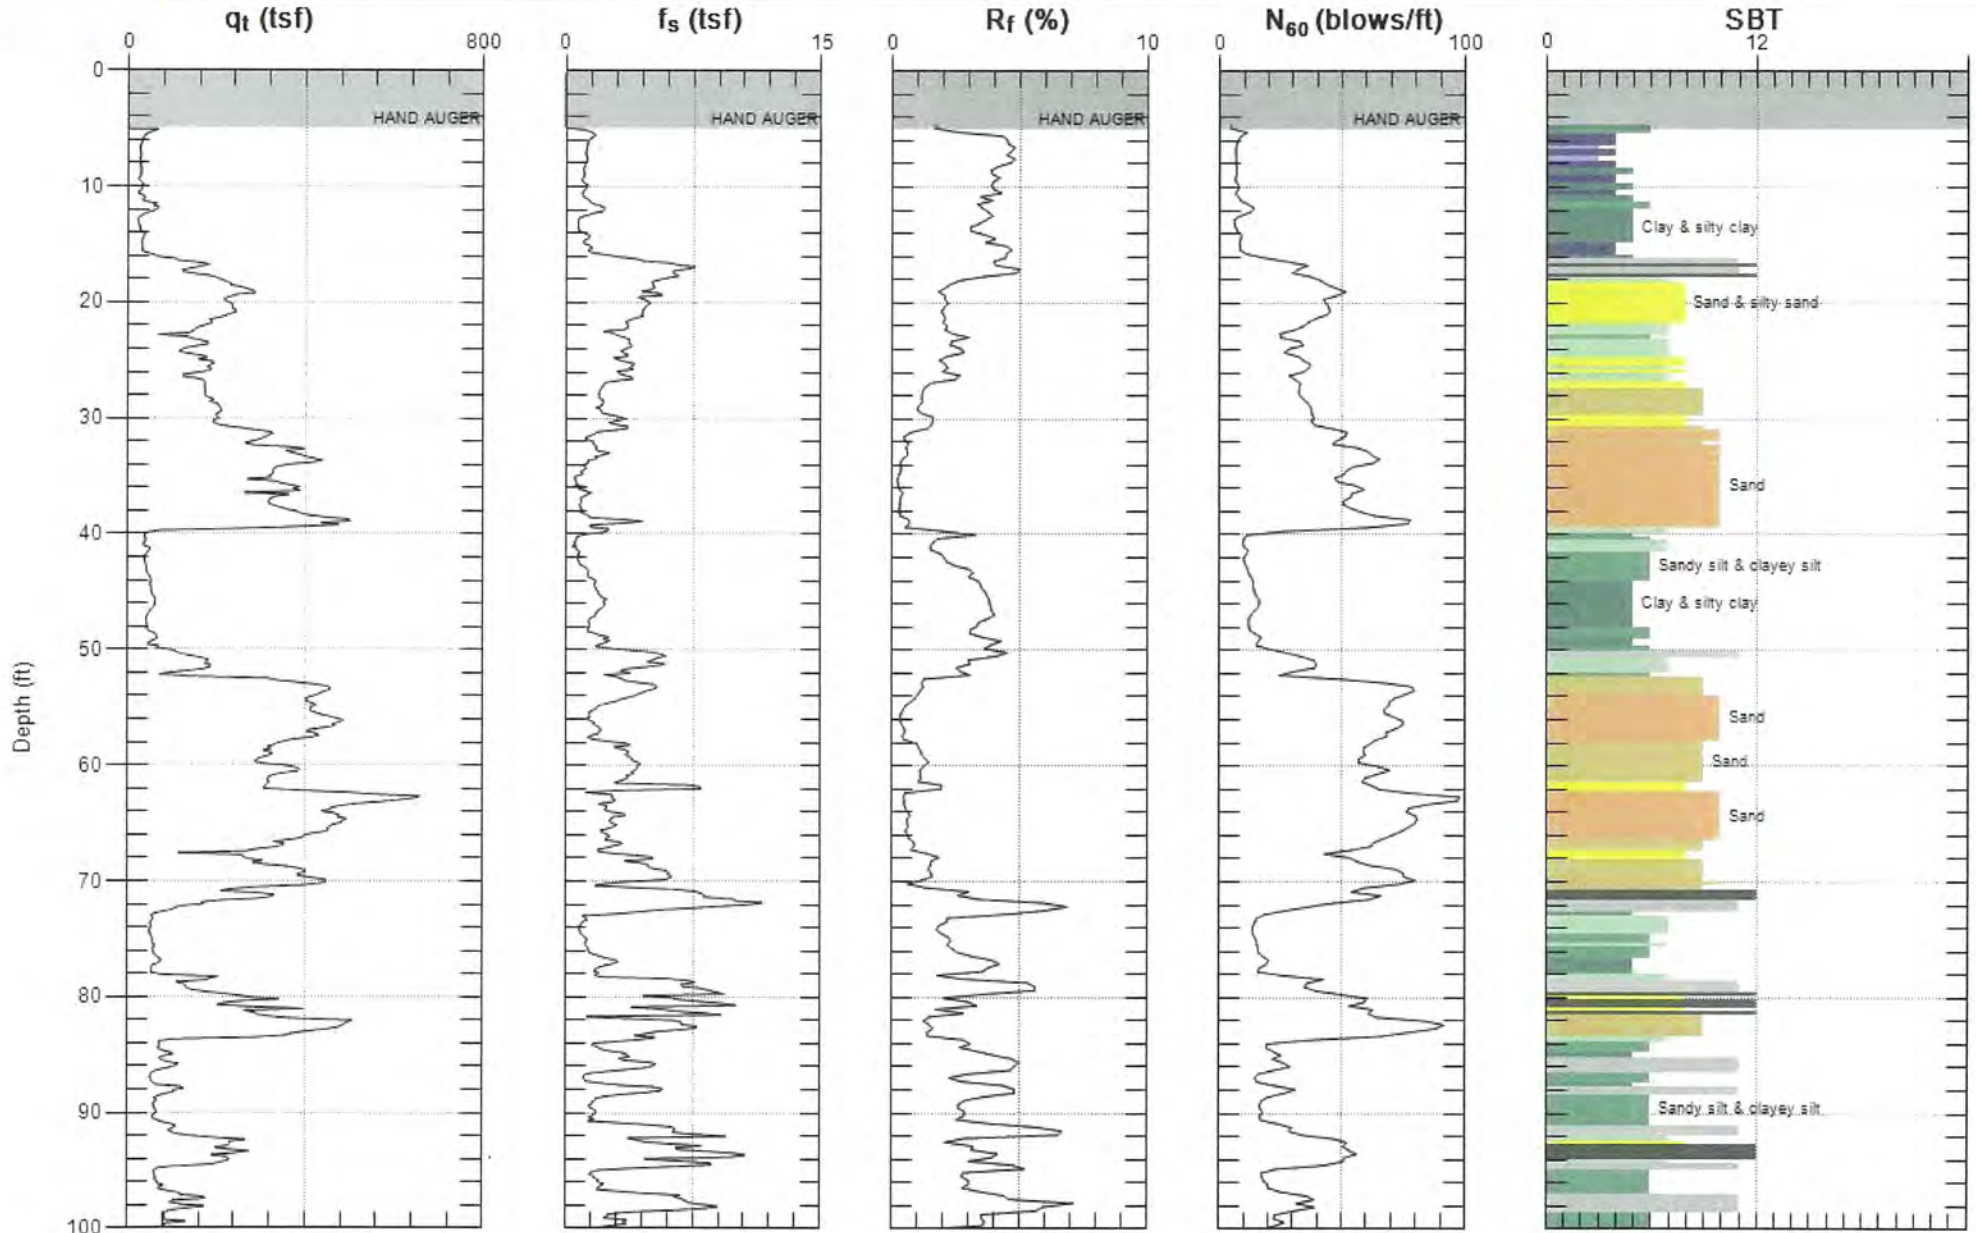 qt (tsf) fs (tsf) Rf (%) N60 (blows/ft) SBT
0 800 0 15 0 10 0 100 0 12
0
HAND AUGER HAND AUGER HAND AUGER HAND AUGER
10
Clay & silty clay
20
Sand & silty sand
30
Sand
40
Sandy silt & clayey silt
Clay & silty clay
50
Depth (ft)
Sand
60
Sand
Sand
70
80
90
Sandy silt & clayey silt
100